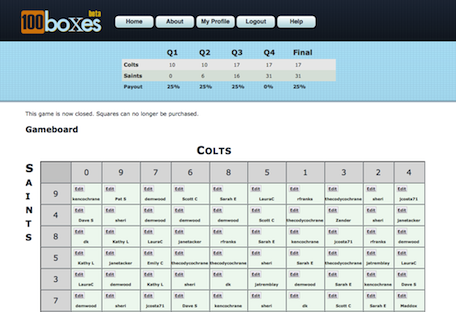 100boxes beta
Home About My Profile Logout Help
Q1 Q2 Q3 Q4 Final
Colts 10 10 17 17 17
Saints 0 6 16 31 31
Payout 25% 25% 25% 0% 25%
This game is now closed. Squares can no longer be purchased.
Gameboard
COLTS
SAINTS
0 9 7 6 8 5 1 3 2 4
9 Edit Edit Edit Edit Edit Edit Edit Edit Edit Edit
kencochrane Pat S demwood Scott C Sarah E LauraC rfranks thecodycochrane sheri jcosta71
4 Edit Edit Edit Edit Edit Edit Edit Edit Edit Edit
Dave S sheri demwood demwood demwood Scott C thecodycochrane Zander sheri janetacker
8 Edit Edit Edit Edit Edit Edit Edit Edit Edit Edit
dk Kathy L LauraC janetacker rfranks Sarah E kencochrane jcosta71 rfranks demwood
5 Edit Edit Edit Edit Edit Edit Edit Edit Edit Edit
Kathy L janetacker Emily C thecodycochrane thecodycochrane sheri Sarah E kencochrane jatremblay LauraC
3 Edit Edit Edit Edit Edit Edit Edit Edit Edit Edit
LauraC demwood kencochrane sheri dk jatremblay demwood Sarah E kencochrane Dave S
7 Edit Edit Edit Edit Edit Edit Edit Edit Edit Edit
demwood sheri jcosta71 Dave S kencochrane sheri dk Scott C Sarah E Maddox